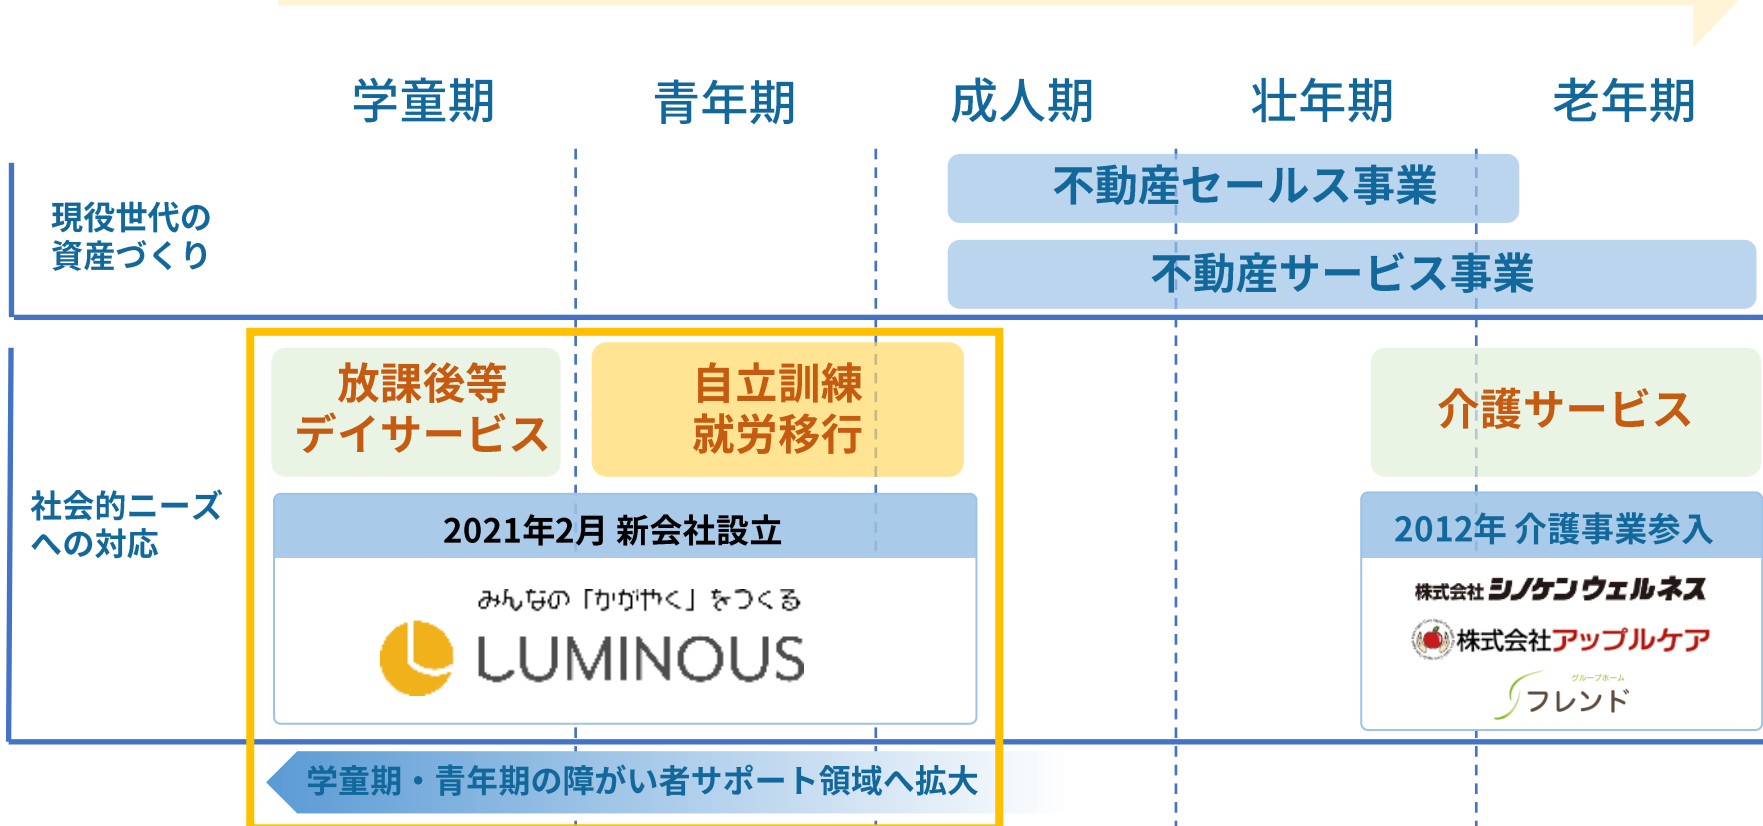 学童期
青年期
成人期
壮年期
老年期
現役世代の
資産づくり
不動産セールス事業
不動産サービス事業
社会的ニーズ
への対応
放課後等
デイサービス
自立訓練
就労移行
介護サービス
2021年2月 新会社設立
みんなの「かがやく」をつくる
LUMINOUS
2012年 介護事業参入
株式会社 シノケンウェルネス
株式会社アップルケア
グループホーム
フレンド
学童期・青年期の障がい者サポート領域へ拡大